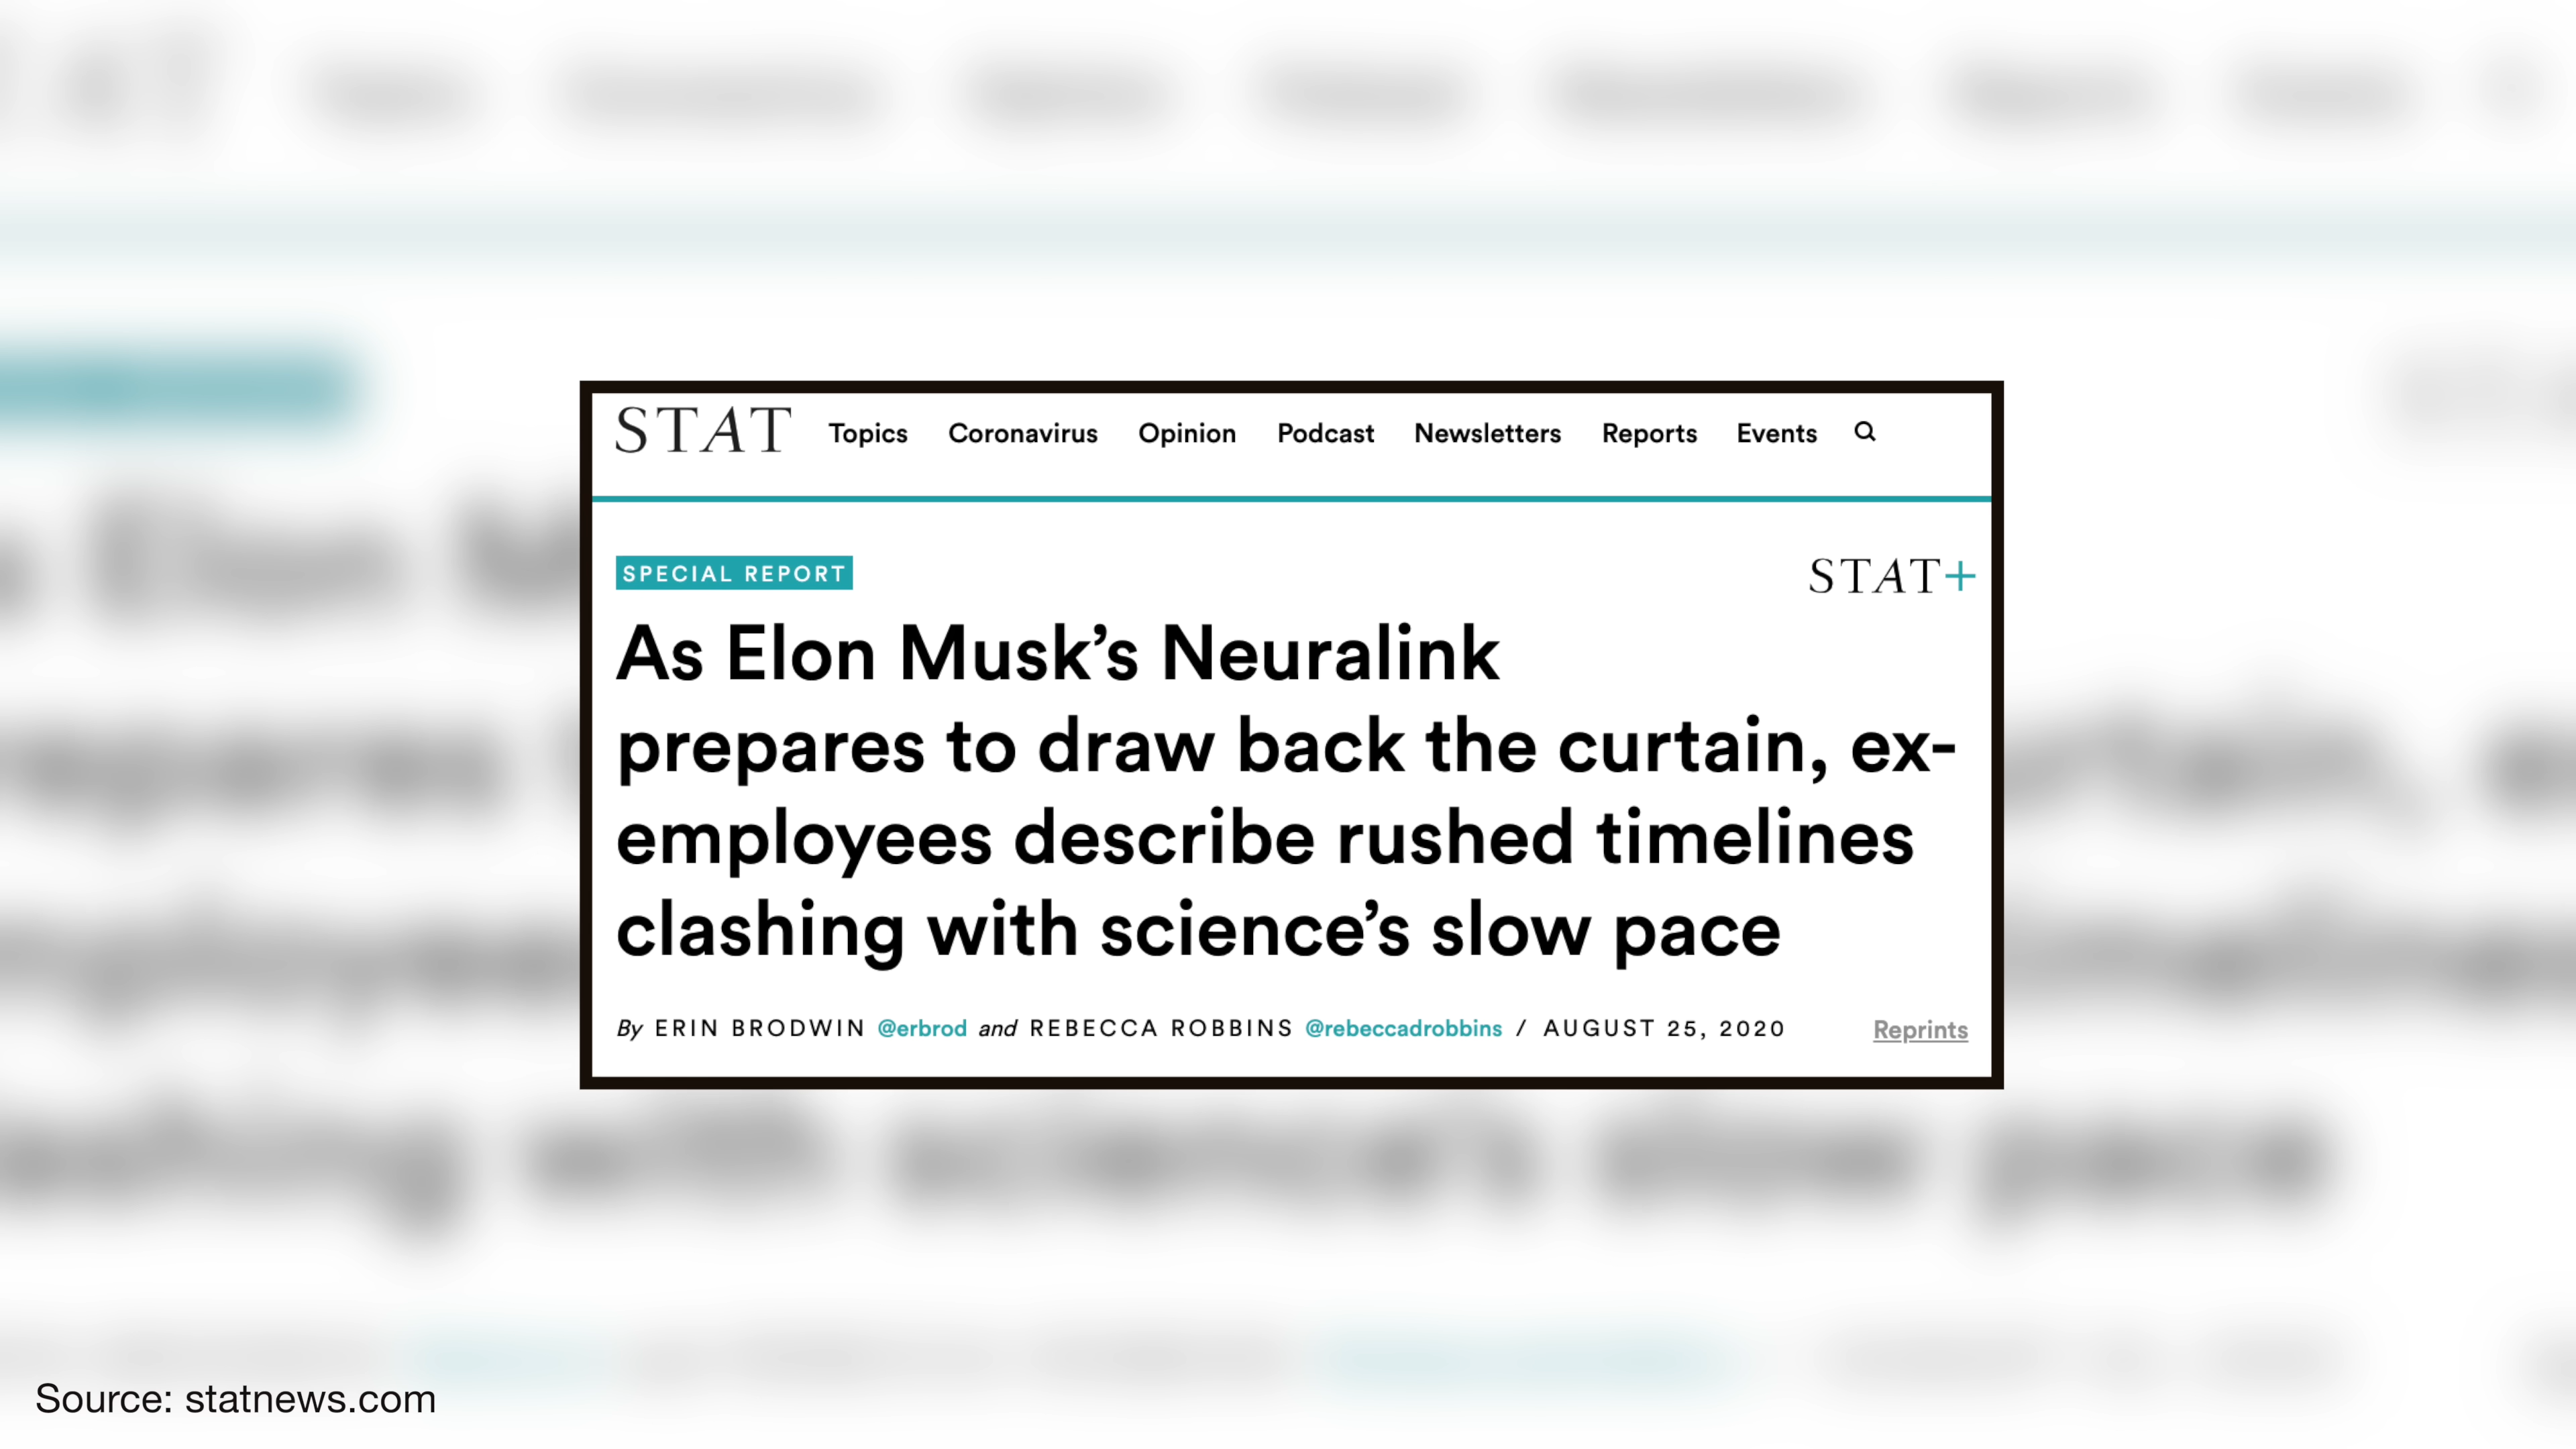 STAT Topics Coronavirus Opinion Podcast Newsletters Reports Events
SPECIAL REPORT
STAT+
As Elon Musk’s Neuralink
prepares to draw back the curtain, ex-
employees describe rushed timelines
clashing with science’s slow pace
By ERIN BRODWIN @erbrod and REBECCA ROBBINS @rebeccadrobbins / AUGUST 25, 2020
Reprints
Source: statnews.com